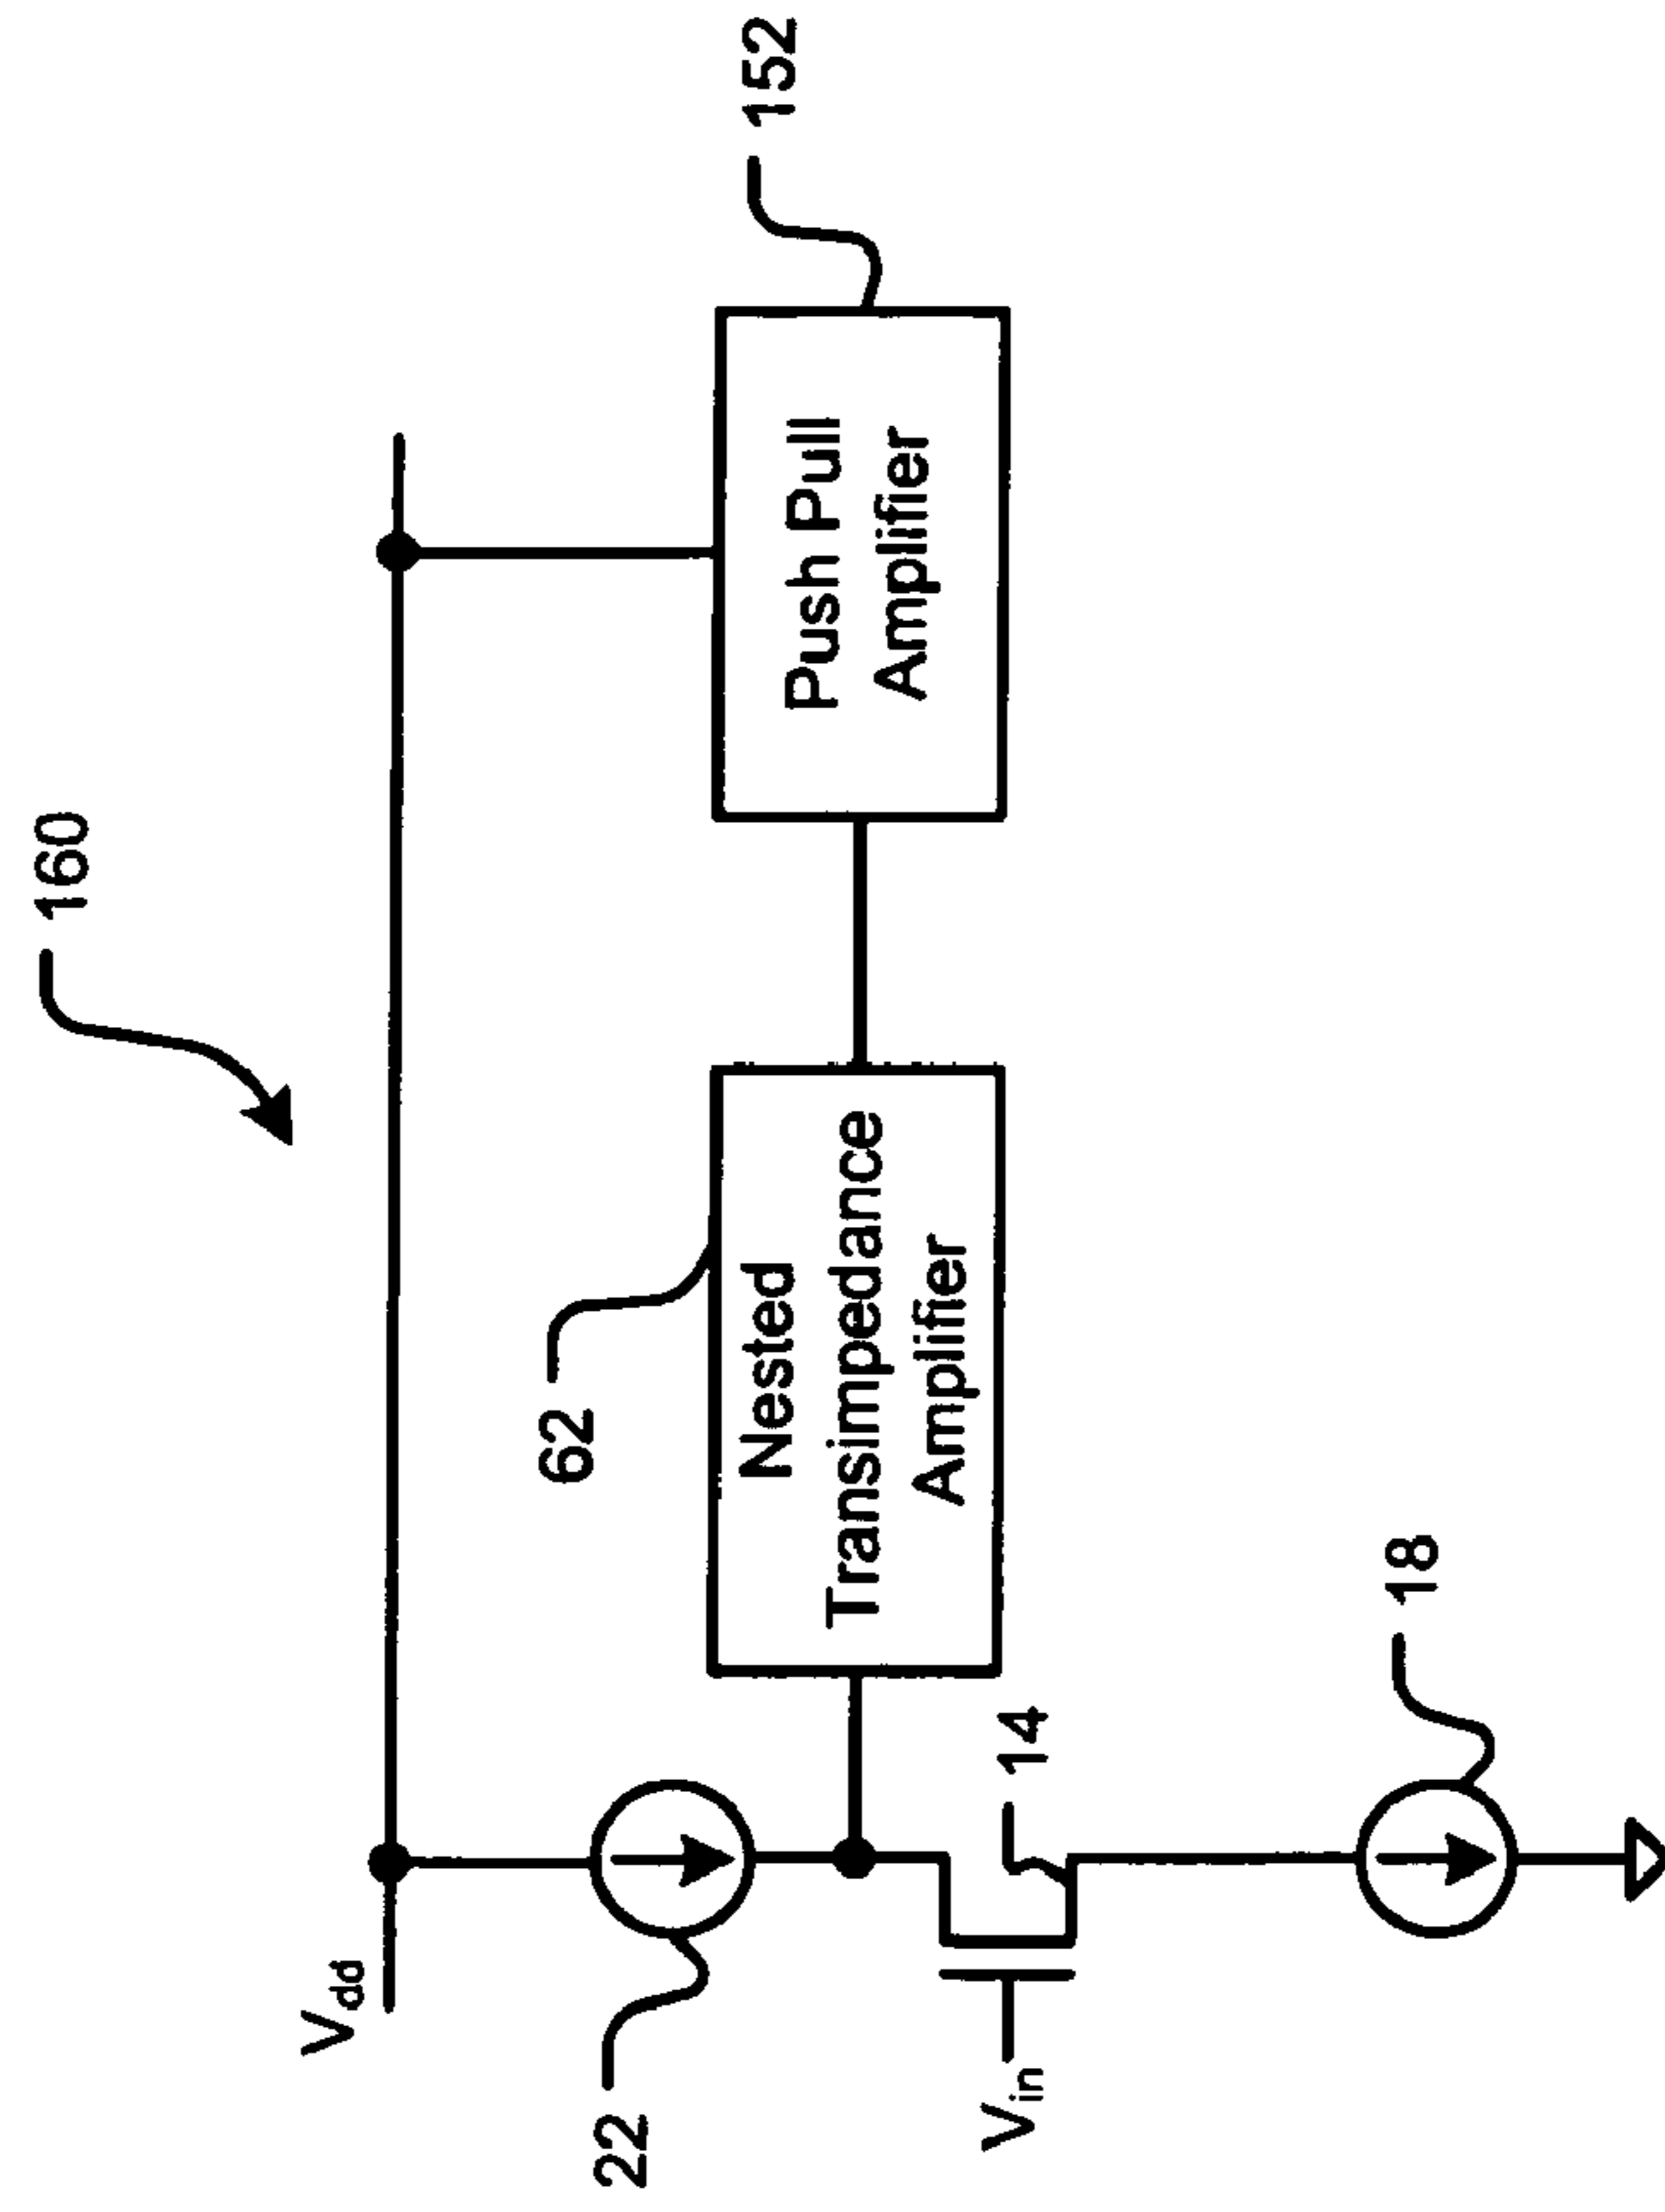 160
V_dd
62
152
22
Nested
Transimpedance
Amplifier
Push Pull
Amplifier
14
V_in
18